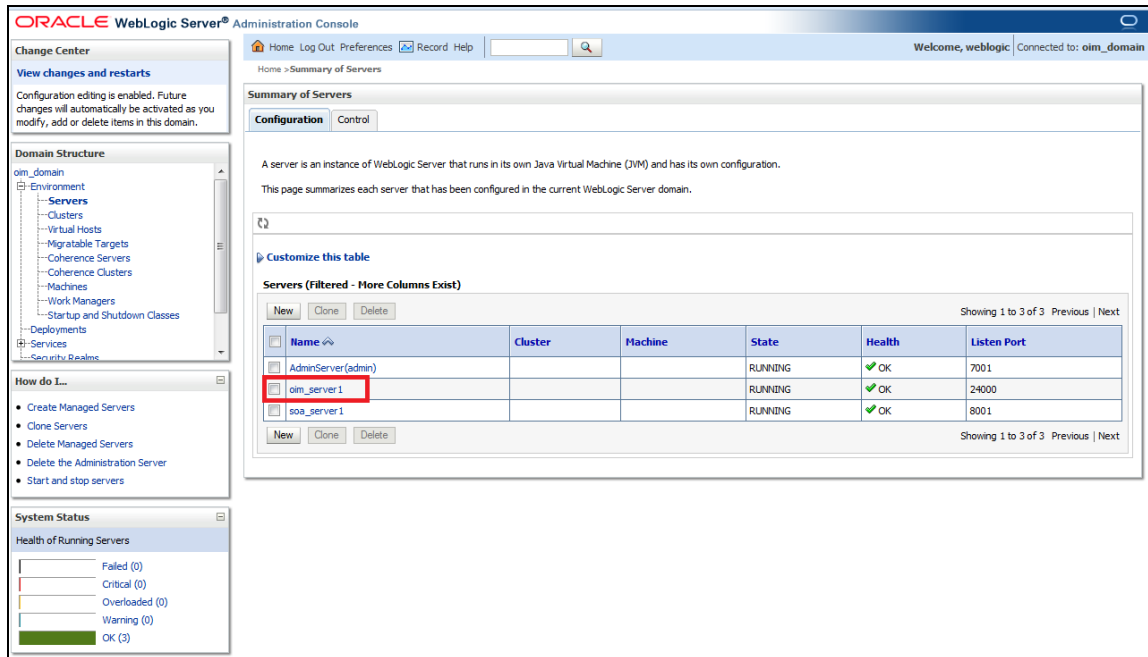 ORACLE WebLogic Server® Administration Console
Change Center
View changes and restarts
Configuration editing is enabled. Future
changes will automatically be activated as you
modify, add or delete items in this domain.
Domain Structure
oim_domain
Environment
Servers
Clusters
Virtual Hosts
Migratable Targets
Coherence Servers
Coherence Clusters
Machines
Work Managers
Startup and Shutdown Classes
Deployments
Services
Security Realms
How do I...
Create Managed Servers
Clone Servers
Delete Managed Servers
Delete the Administration Server
Start and stop servers
System Status
Health of Running Servers
Failed (0)
Critical (0)
Overloaded (0)
Warning (0)
OK (3)
Home Log Out Preferences Record Help
Welcome, weblogic Connected to: oim_domain
Home >Summary of Servers
Summary of Servers
Configuration Control
A server is an instance of WebLogic Server that runs in its own Java Virtual Machine (JVM) and has its own configuration.
This page summarizes each server that has been configured in the current WebLogic Server domain.
Customize this table
Servers (Filtered - More Columns Exist)
New Clone Delete Showing 1 to 3 of 3 Previous | Next
Name Cluster Machine State Health Listen Port
AdminServer(admin) RUNNING OK 7001
oim_server1 RUNNING OK 24000
soa_server1 RUNNING OK 8001
New Clone Delete Showing 1 to 3 of 3 Previous | Next